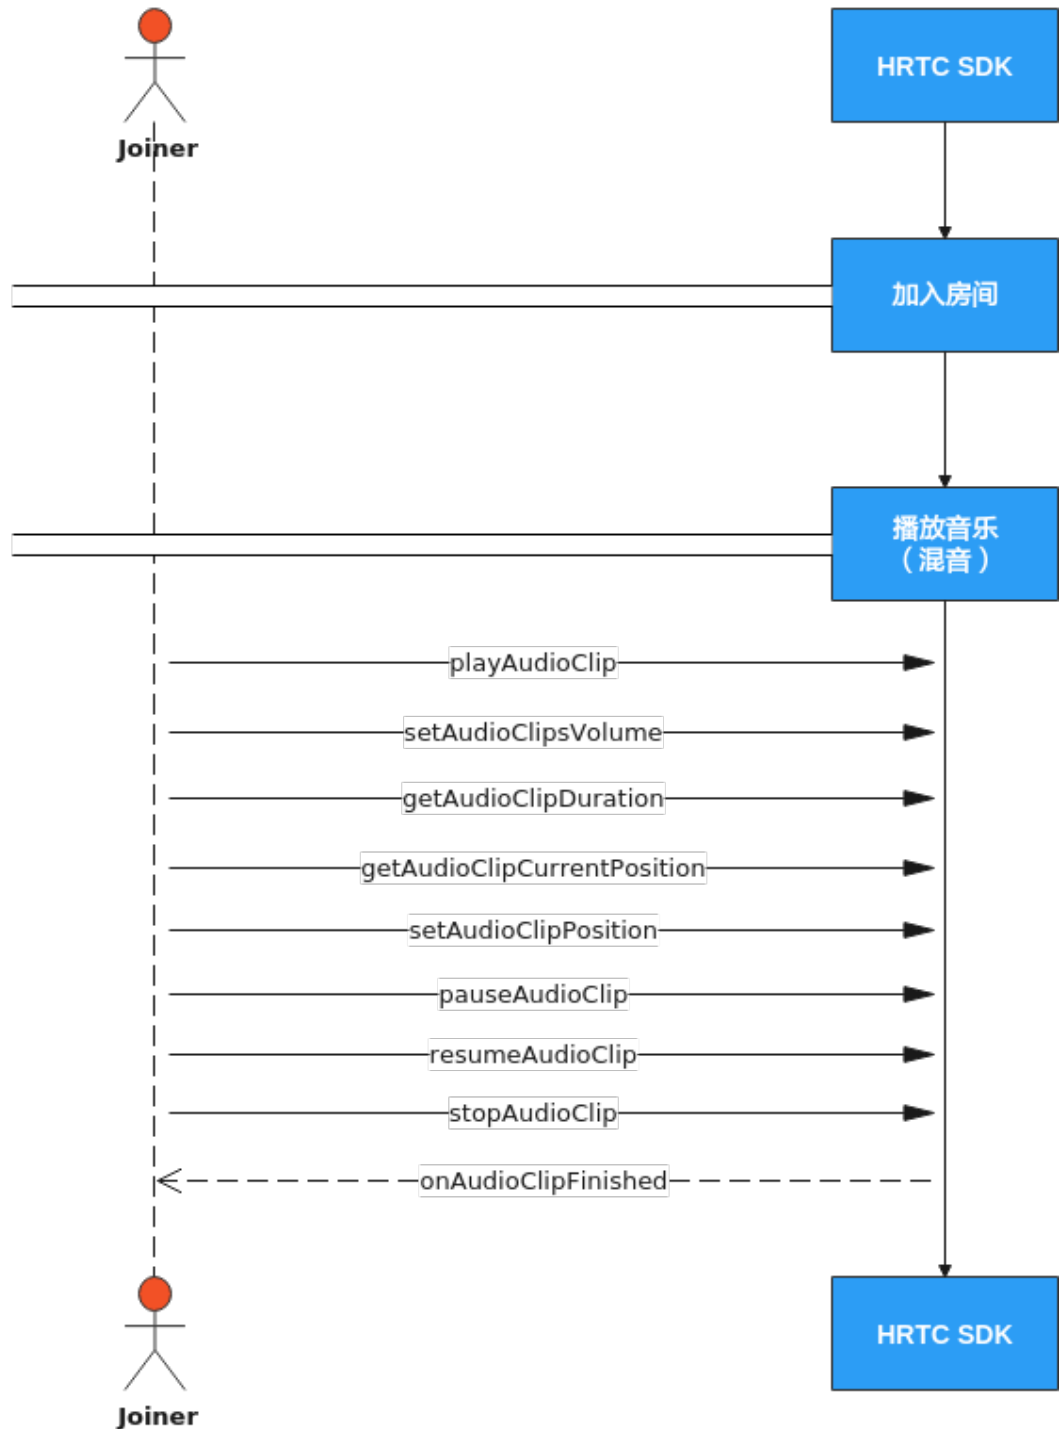 HRTC SDK
Joiner
加入房间
播放音乐
（混音）
playAudioClip
setAudioClipsVolume
getAudioClipDuration
getAudioClipCurrentPosition
setAudioClipPosition
pauseAudioClip
resumeAudioClip
stopAudioClip
onAudioClipFinished
HRTC SDK
Joiner